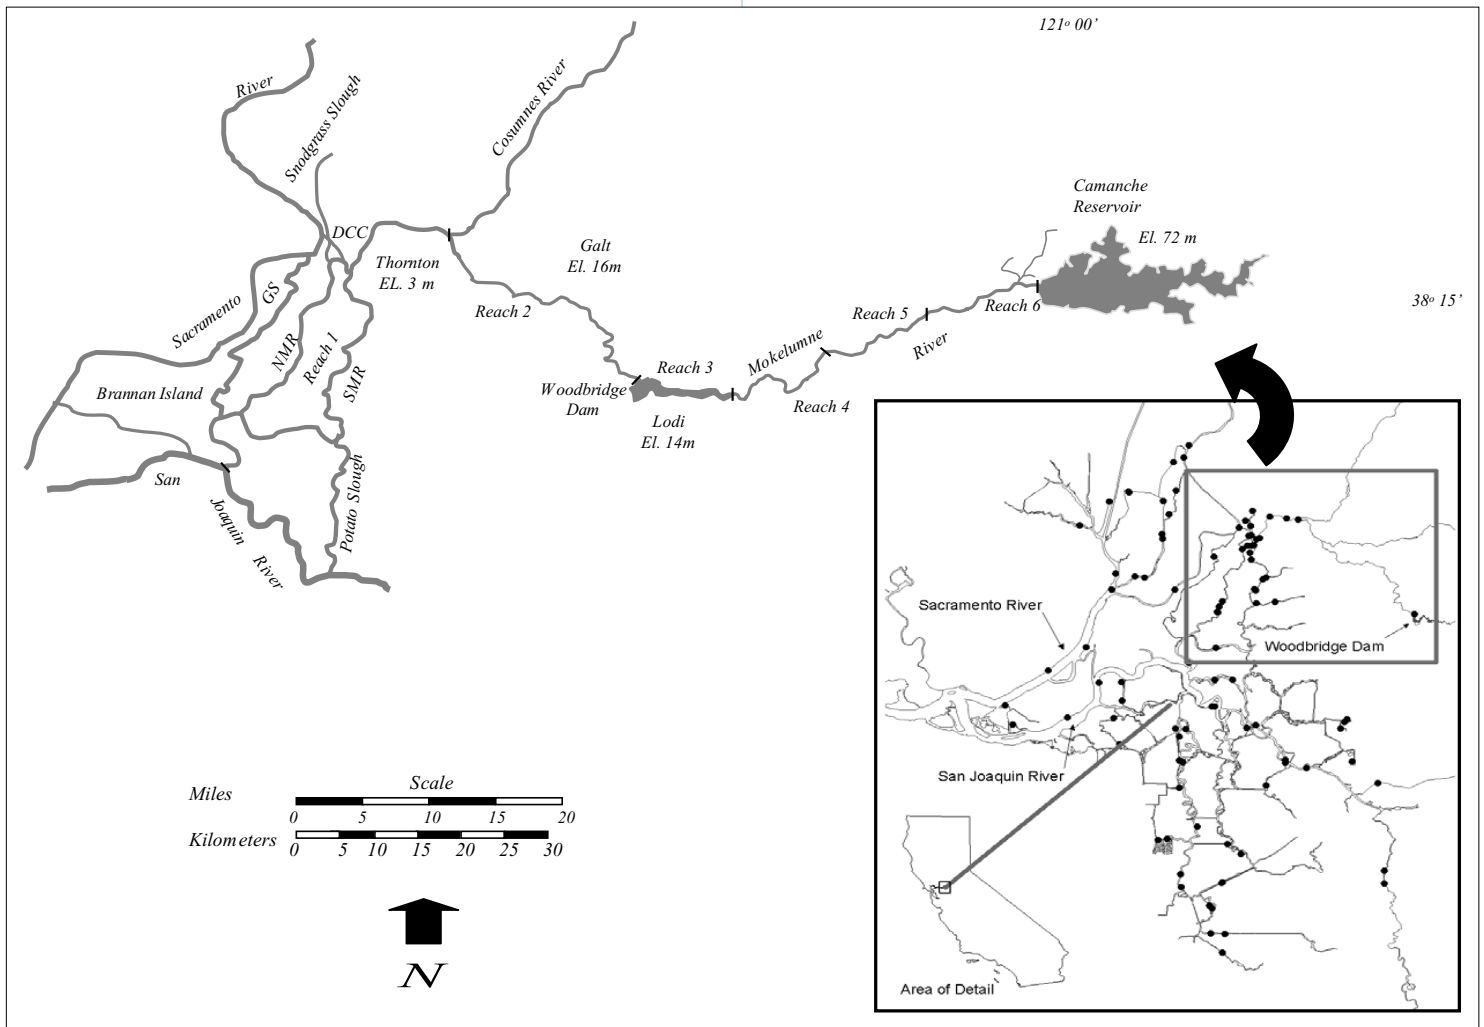 121o 00’
River
Snodgrass Slough
Cosumnes River
Camanche
Reservoir
El. 72 m
DCC
Galt
El. 16m
Thornton
EL. 3 m
GS
Sacramento
38o 15’
Reach 2
Reach 5
Reach 6
River
Mokelumne
NMR
Reach 1
SMR
Reach 3
Brannan Island
Woodbridge
Dam
Reach 4
Lodi
El. 14m
San
Joaquin
River
Potato Slough
Sacramento River
Woodbridge Dam
San Joaquin River
Area of Detail
Scale
Miles
0 5 10 15 20
Kilometers
0 5 10 15 20 25 30
N